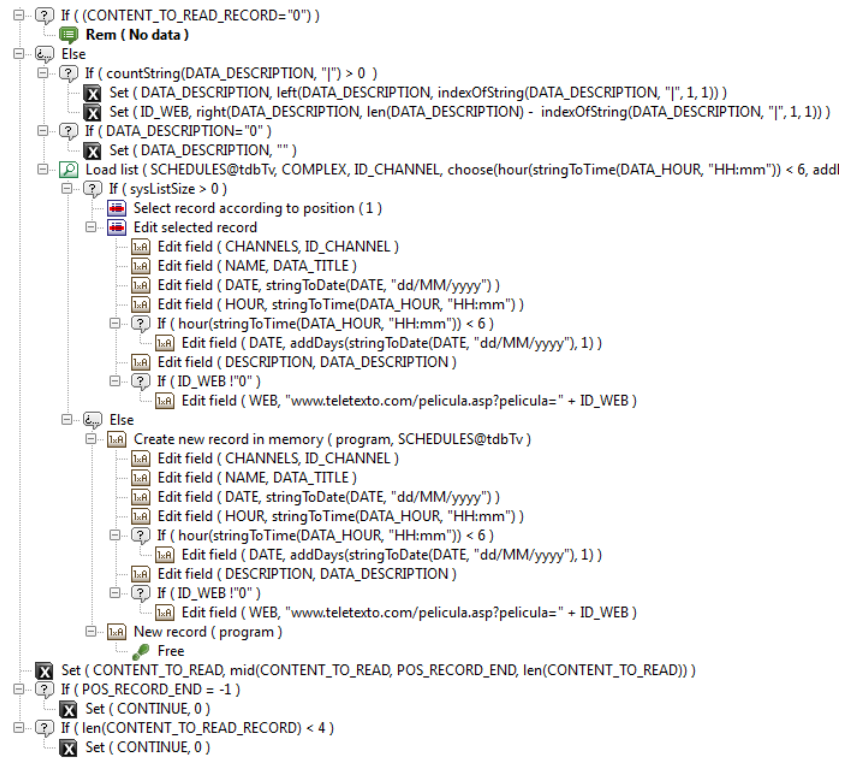 If ( (CONTENT_TO_READ_RECORD="0") )
Rem ( No data )
Else
If ( countString(DATA_DESCRIPTION, "|") > 0 )
Set ( DATA_DESCRIPTION, left(DATA_DESCRIPTION, indexOfString(DATA_DESCRIPTION, "|", 1, 1)) )
Set ( ID_WEB, right(DATA_DESCRIPTION, len(DATA_DESCRIPTION) - indexOfString(DATA_DESCRIPTION, "|", 1, 1)) )
If ( DATA_DESCRIPTION="0" )
Set ( DATA_DESCRIPTION, "" )
Load list ( SCHEDULES@tdbTv, COMPLEX, ID_CHANNEL, choose(hour(stringToTime(DATA_HOUR, "HH:mm")) < 6, addl
If ( sysListSize > 0 )
Select record according to position ( 1 )
Edit selected record
Edit field ( CHANNELS, ID_CHANNEL )
Edit field ( NAME, DATA_TITLE )
Edit field ( DATE, stringToDate(DATE, "dd/MM/yyyy") )
Edit field ( HOUR, stringToTime(DATA_HOUR, "HH:mm") )
If ( hour(stringToTime(DATA_HOUR, "HH:mm")) < 6 )
Edit field ( DATE, addDays(stringToDate(DATE, "dd/MM/yyyy"), 1) )
Edit field ( DESCRIPTION, DATA_DESCRIPTION )
If ( ID_WEB !"0" )
Edit field ( WEB, "www.teletexto.com/pelicula.asp?pelicula=" + ID_WEB )
Else
Create new record in memory ( program, SCHEDULES@tdbTv )
Edit field ( CHANNELS, ID_CHANNEL )
Edit field ( NAME, DATA_TITLE )
Edit field ( DATE, stringToDate(DATE, "dd/MM/yyyy") )
Edit field ( HOUR, stringToTime(DATA_HOUR, "HH:mm") )
If ( hour(stringToTime(DATA_HOUR, "HH:mm")) < 6 )
Edit field ( DATE, addDays(stringToDate(DATE, "dd/MM/yyyy"), 1) )
Edit field ( DESCRIPTION, DATA_DESCRIPTION )
If ( ID_WEB !"0" )
Edit field ( WEB, "www.teletexto.com/pelicula.asp?pelicula=" + ID_WEB )
New record ( program )
Free
Set ( CONTENT_TO_READ, mid(CONTENT_TO_READ, POS_RECORD_END, len(CONTENT_TO_READ)) )
If ( POS_RECORD_END = -1 )
Set ( CONTINUE, 0 )
If ( len(CONTENT_TO_READ_RECORD) < 4 )
Set ( CONTINUE, 0 )